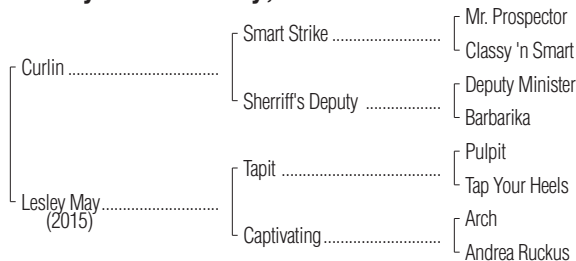 Mr. Prospector
Smart Strike
Classy 'n Smart
Curlin
Deputy Minister
Sherriff's Deputy
Barbarika
Pulpit
Tapit
Tap Your Heels
Lesley May
(2015)
Arch
Captivating
Andrea Ruckus